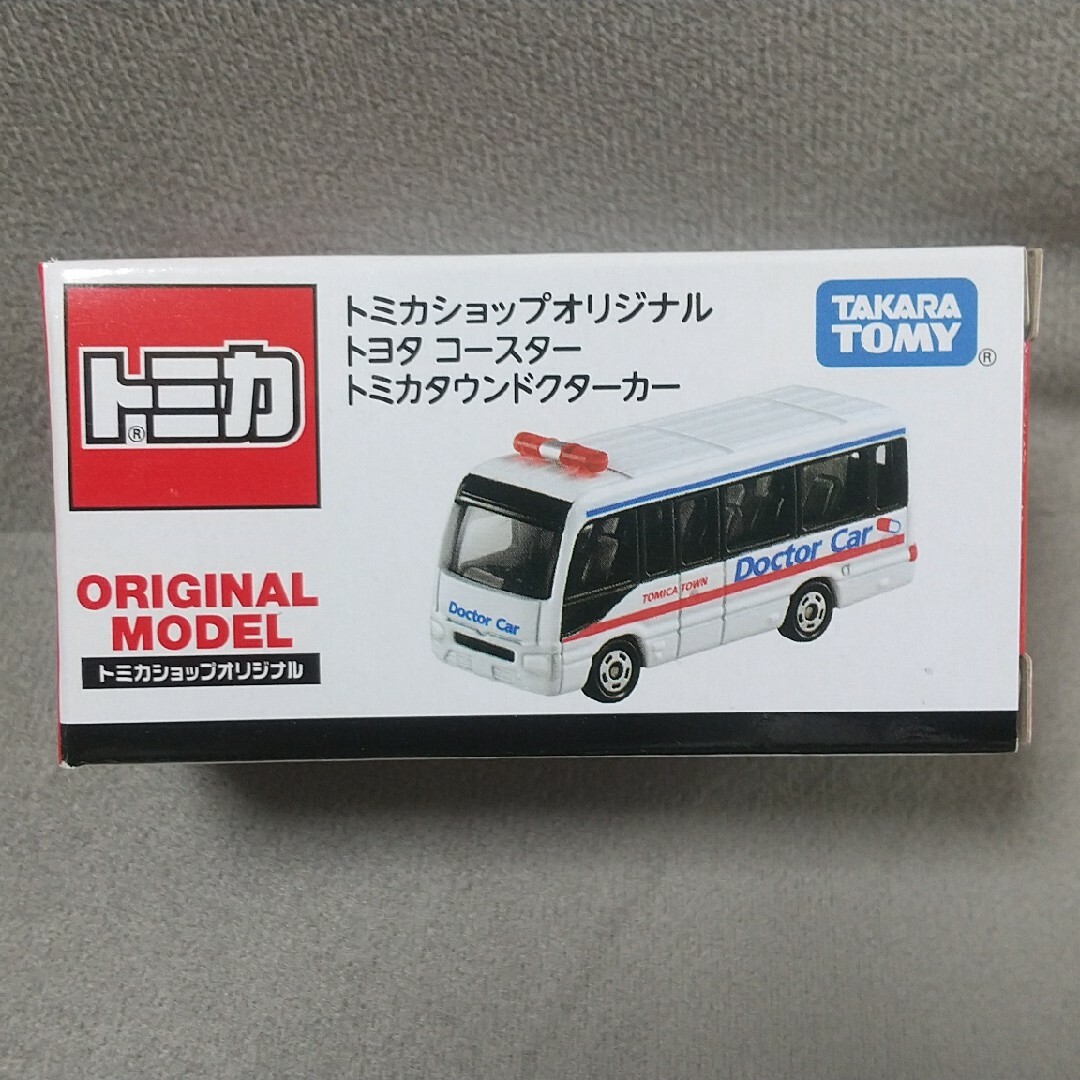 トミカ
®
トミカショップオリジナル
トヨタ コースター
トミカタウンドクターカー
TAKARA
TOMY
®
ORIGINAL
MODEL
トミカショップオリジナル
Doctor Car
TOMICA TOWN
Doctor Car